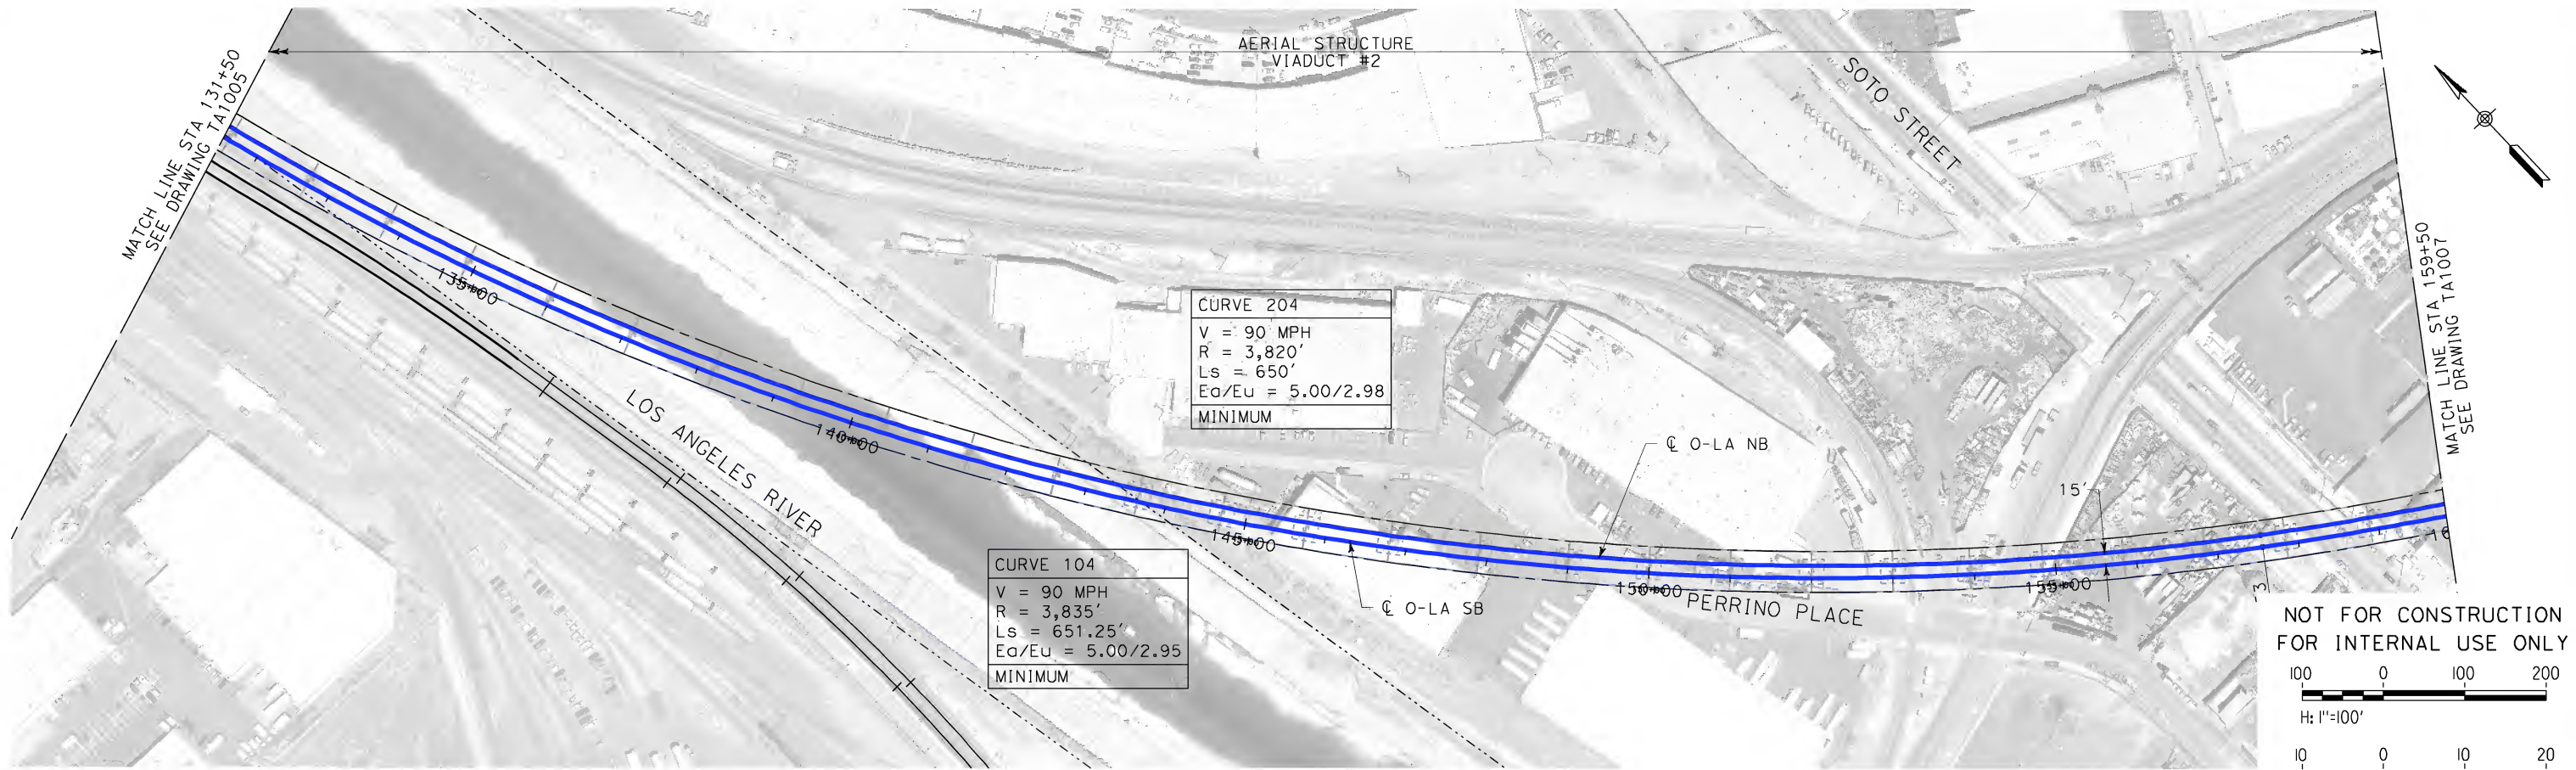 AERIAL STRUCTURE
VIADUCT #2
MATCH LINE STA 131+50
SEE DRAWING TA1005
SOTO STREET
MATCH LINE STA 159+50
SEE DRAWING TA1007
135+00
CURVE 204
V = 90 MPH
R = 3,820'
Ls = 650'
Ea/Eu = 5.00/2.98
MINIMUM
LOS ANGELES RIVER
140+00
℄ O-LA NB
15'
145+00
CURVE 104
V = 90 MPH
R = 3,835'
Ls = 651.25'
Ea/Eu = 5.00/2.95
MINIMUM
℄ O-LA SB
150+00
PERRINO PLACE
155+00
16
3
NOT FOR CONSTRUCTION
FOR INTERNAL USE ONLY
100 0 100 200
H: 1"=100'
10 0 10 20